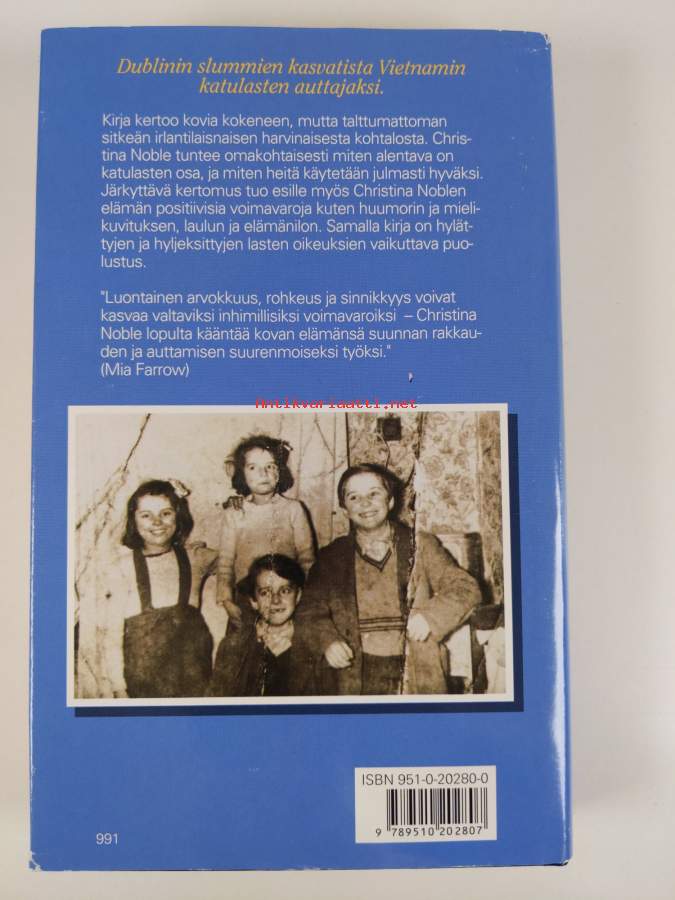 Dublinin slummien kasvatista Vietnamin
katulasten auttajaksi.
Kirja kertoo kovia kokeneen, mutta talttumattoman
sitkeän irlantilaisnaisen harvinaisesta kohtalosta. Chris-
tina Noble tuntee omakohtaisesti miten alentava on
katulasten osa, ja miten heitä käytetään julmasti hyväksi.
Järkyttävä kertomus tuo esille myös Christina Noblen
elämän positiivisia voimavaroja kuten huumorin ja mieli-
kuvituksen, laulun ja elämänilon. Samalla kirja on hylät-
tyjen ja hyljeksittyjen lasten oikeuksien vaikuttava puo-
lustus.
"Luontainen arvokkuus, rohkeus ja sinnikkyys voivat
kasvaa valtaviksi inhimillisiksi voimavaroiksi – Christina
Noble lopulta kääntää kovan elämänsä suunnan rakkau-
den ja auttamisen suurenmoiseksi työksi."
(Mia Farrow)
Antikvariaatti.net
ISBN 951-0-20280-0
9 789510 202807
991